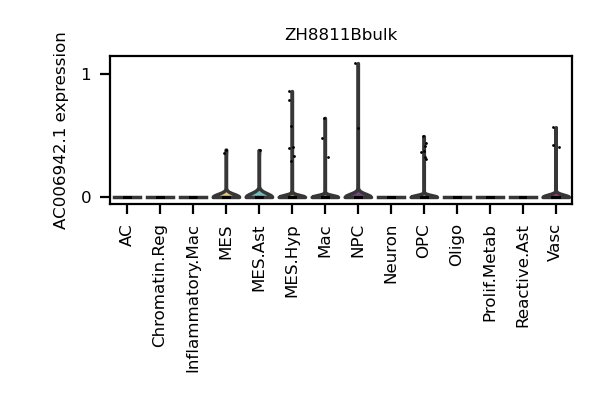 ZH8811Bbulk
AC006942.1 expression
1
0
AC
Chromatin.Reg
Inflammatory.Mac
MES
MES.Ast
MES.Hyp
Mac
NPC
Neuron
OPC
Oligo
Prolif.Metab
Reactive.Ast
Vasc